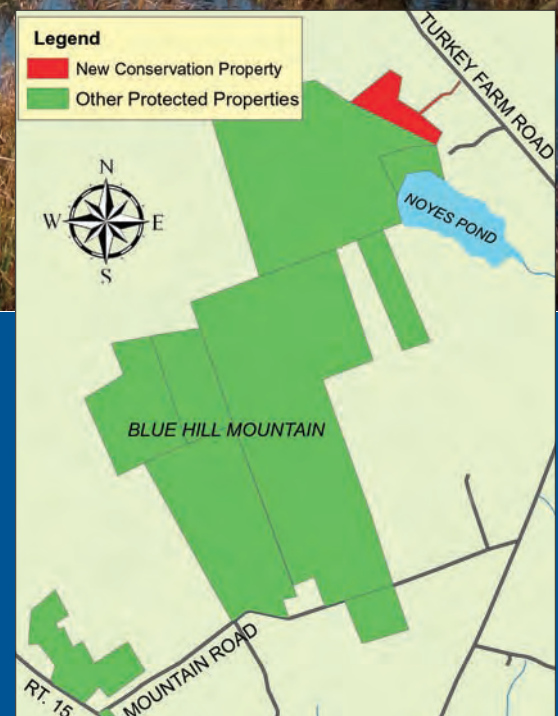 Legend
New Conservation Property
Other Protected Properties
TURKEY FARM ROAD
N
W E
S
NOYES POND
BLUE HILL MOUNTAIN
MOUNTAIN ROAD
RT. 15